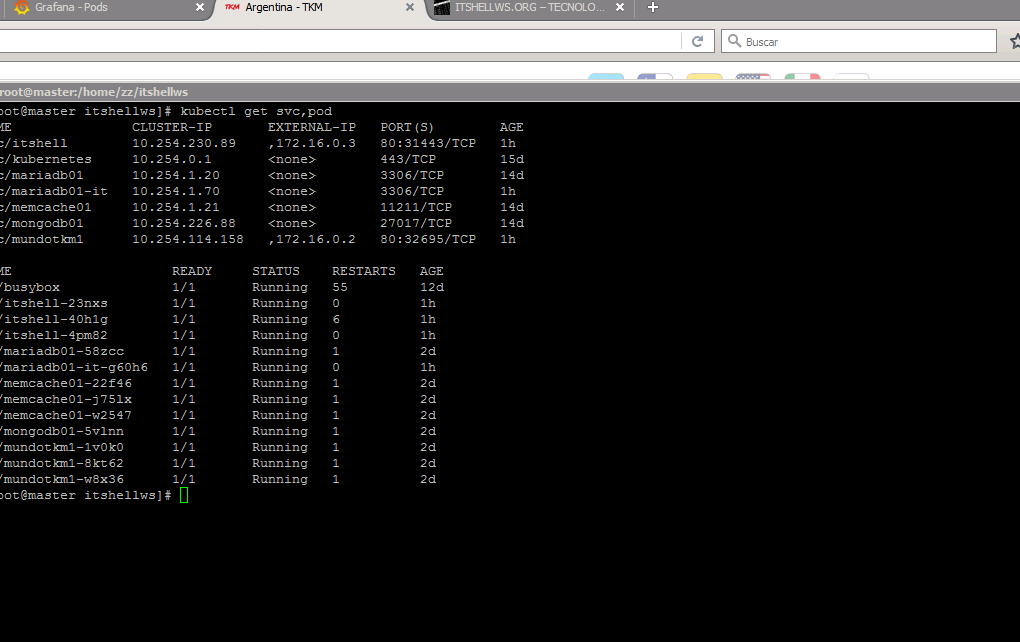 Grafana - Pods TKM Argentina - TKM ITSHELLWS.ORG – TECNOLO...
Buscar
root@master:/home/zz/itshellws
oot@master itshellws]# kubectl get svc,pod
ME CLUSTER-IP EXTERNAL-IP PORT(S) AGE
c/itshell 10.254.230.89 ,172.16.0.3 80:31443/TCP 1h
c/kubernetes 10.254.0.1 <none> 443/TCP 15d
c/mariadb01 10.254.1.20 <none> 3306/TCP 14d
c/mariadb01-it 10.254.1.70 <none> 3306/TCP 1h
c/memcache01 10.254.1.21 <none> 11211/TCP 14d
c/mongodb01 10.254.226.88 <none> 27017/TCP 14d
c/mundotkm1 10.254.114.158 ,172.16.0.2 80:32695/TCP 1h
ME READY STATUS RESTARTS AGE
/busybox 1/1 Running 55 12d
/itshell-23nxs 1/1 Running 0 1h
/itshell-40h1g 1/1 Running 6 1h
/itshell-4pm82 1/1 Running 0 1h
/mariadb01-58zcc 1/1 Running 1 2d
/mariadb01-it-g60h6 1/1 Running 0 1h
/memcache01-22f46 1/1 Running 1 2d
/memcache01-j75lx 1/1 Running 1 2d
/memcache01-w2547 1/1 Running 1 2d
/mongodb01-5vlnn 1/1 Running 1 2d
/mundotkm1-1v0k0 1/1 Running 1 2d
/mundotkm1-8kt62 1/1 Running 1 2d
/mundotkm1-w8x36 1/1 Running 1 2d
oot@master itshellws]#